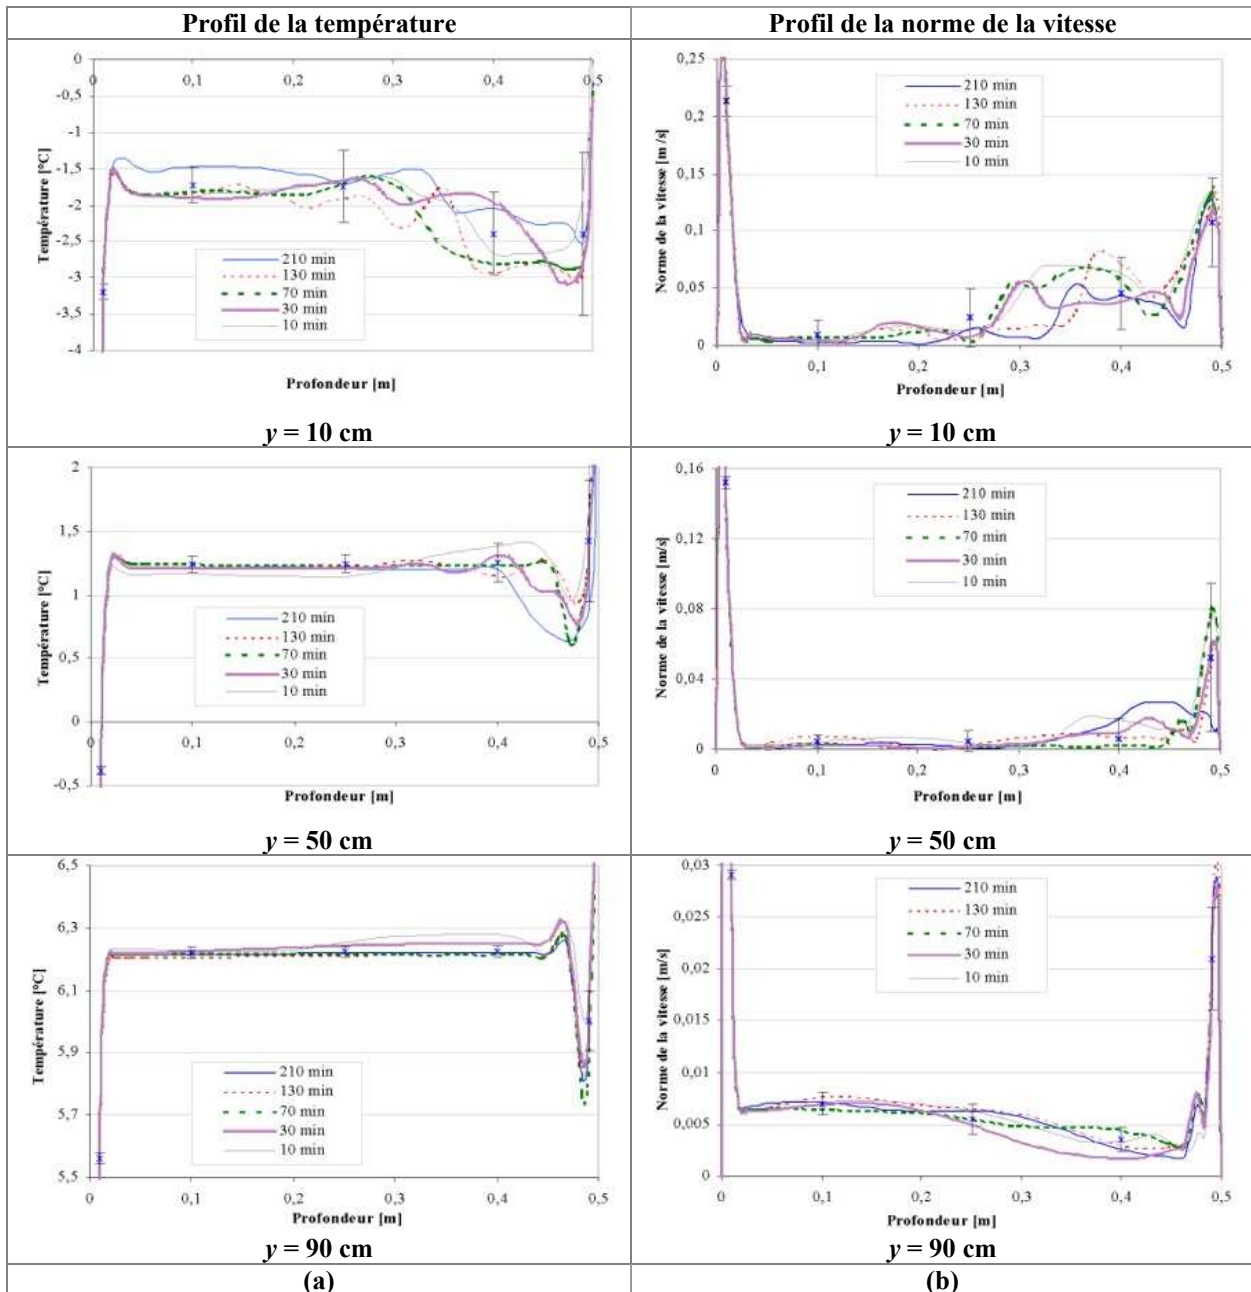 Profil de la température
Profil de la norme de la vitesse
0
0
0,1
0,2
0,3
0,4
0,5
-0,5
-1
-1,5
-2
-2,5
-3
-3,5
-4
Température [°C]
210 min
130 min
70 min
30 min
10 min
Profondeur [m]
y = 10 cm
0,25
0,2
0,15
0,1
0,05
0
Norme de la vitesse [m /s]
210 min
130 min
70 min
30 min
10 min
0
0,1
0,2
0,3
0,4
0,5
Profondeur [m]
y = 10 cm
2
1,5
1
0,5
0
-0,5
Température [°C]
210 min
130 min
70 min
30 min
10 min
0
0,1
0,2
0,3
0,4
0,5
Profondeur [m]
y = 50 cm
0,16
0,12
0,08
0,04
0
Norme de la vitesse [m/s]
210 min
130 min
70 min
30 min
10 min
0
0,1
0,2
0,3
0,4
0,5
Profondeur [m]
y = 50 cm
6,5
6,3
6,1
5,9
5,7
5,5
Température [°C]
210 min
130 min
70 min
30 min
10 min
0
0,1
0,2
0,3
0,4
0,5
Profondeur [m]
y = 90 cm
0,03
0,025
0,02
0,015
0,01
0,005
0
Norme de la vitesse [m/s]
210 min
130 min
70 min
30 min
10 min
0
0,1
0,2
0,3
0,4
0,5
Profondeur [m]
y = 90 cm
(a)
(b)